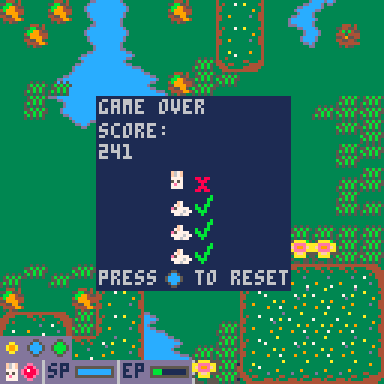 GAME OVER
SCORE:
241
PRESS TO RESET
SP EP